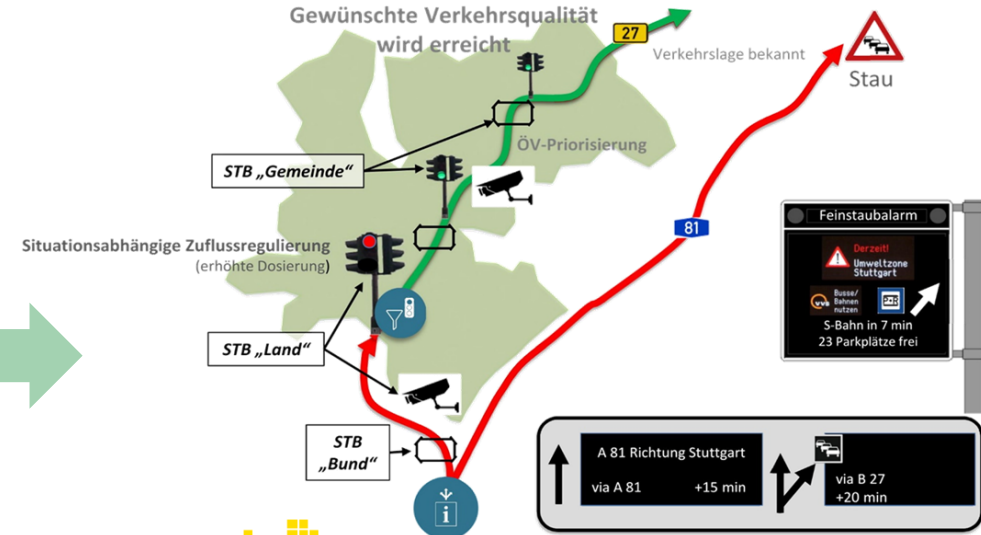 Gewünschte Verkehrsqualität
wird erreicht
27
Verkehrslage bekannt
Stau
ÖV-Priorisierung
STB „Gemeinde“
81
Situationsabhängige Zuflussregulierung
(erhöhte Dosierung)
STB „Land“
STB
„Bund“
i
Feinstaubalarm
Derzeit!
Umweltzone
Stuttgart
vvs
Busse/
Bahnen
nutzen
P+R
S-Bahn in 7 min
23 Parkplätze frei
A 81 Richtung Stuttgart
via A 81 +15 min
via B 27
+20 min